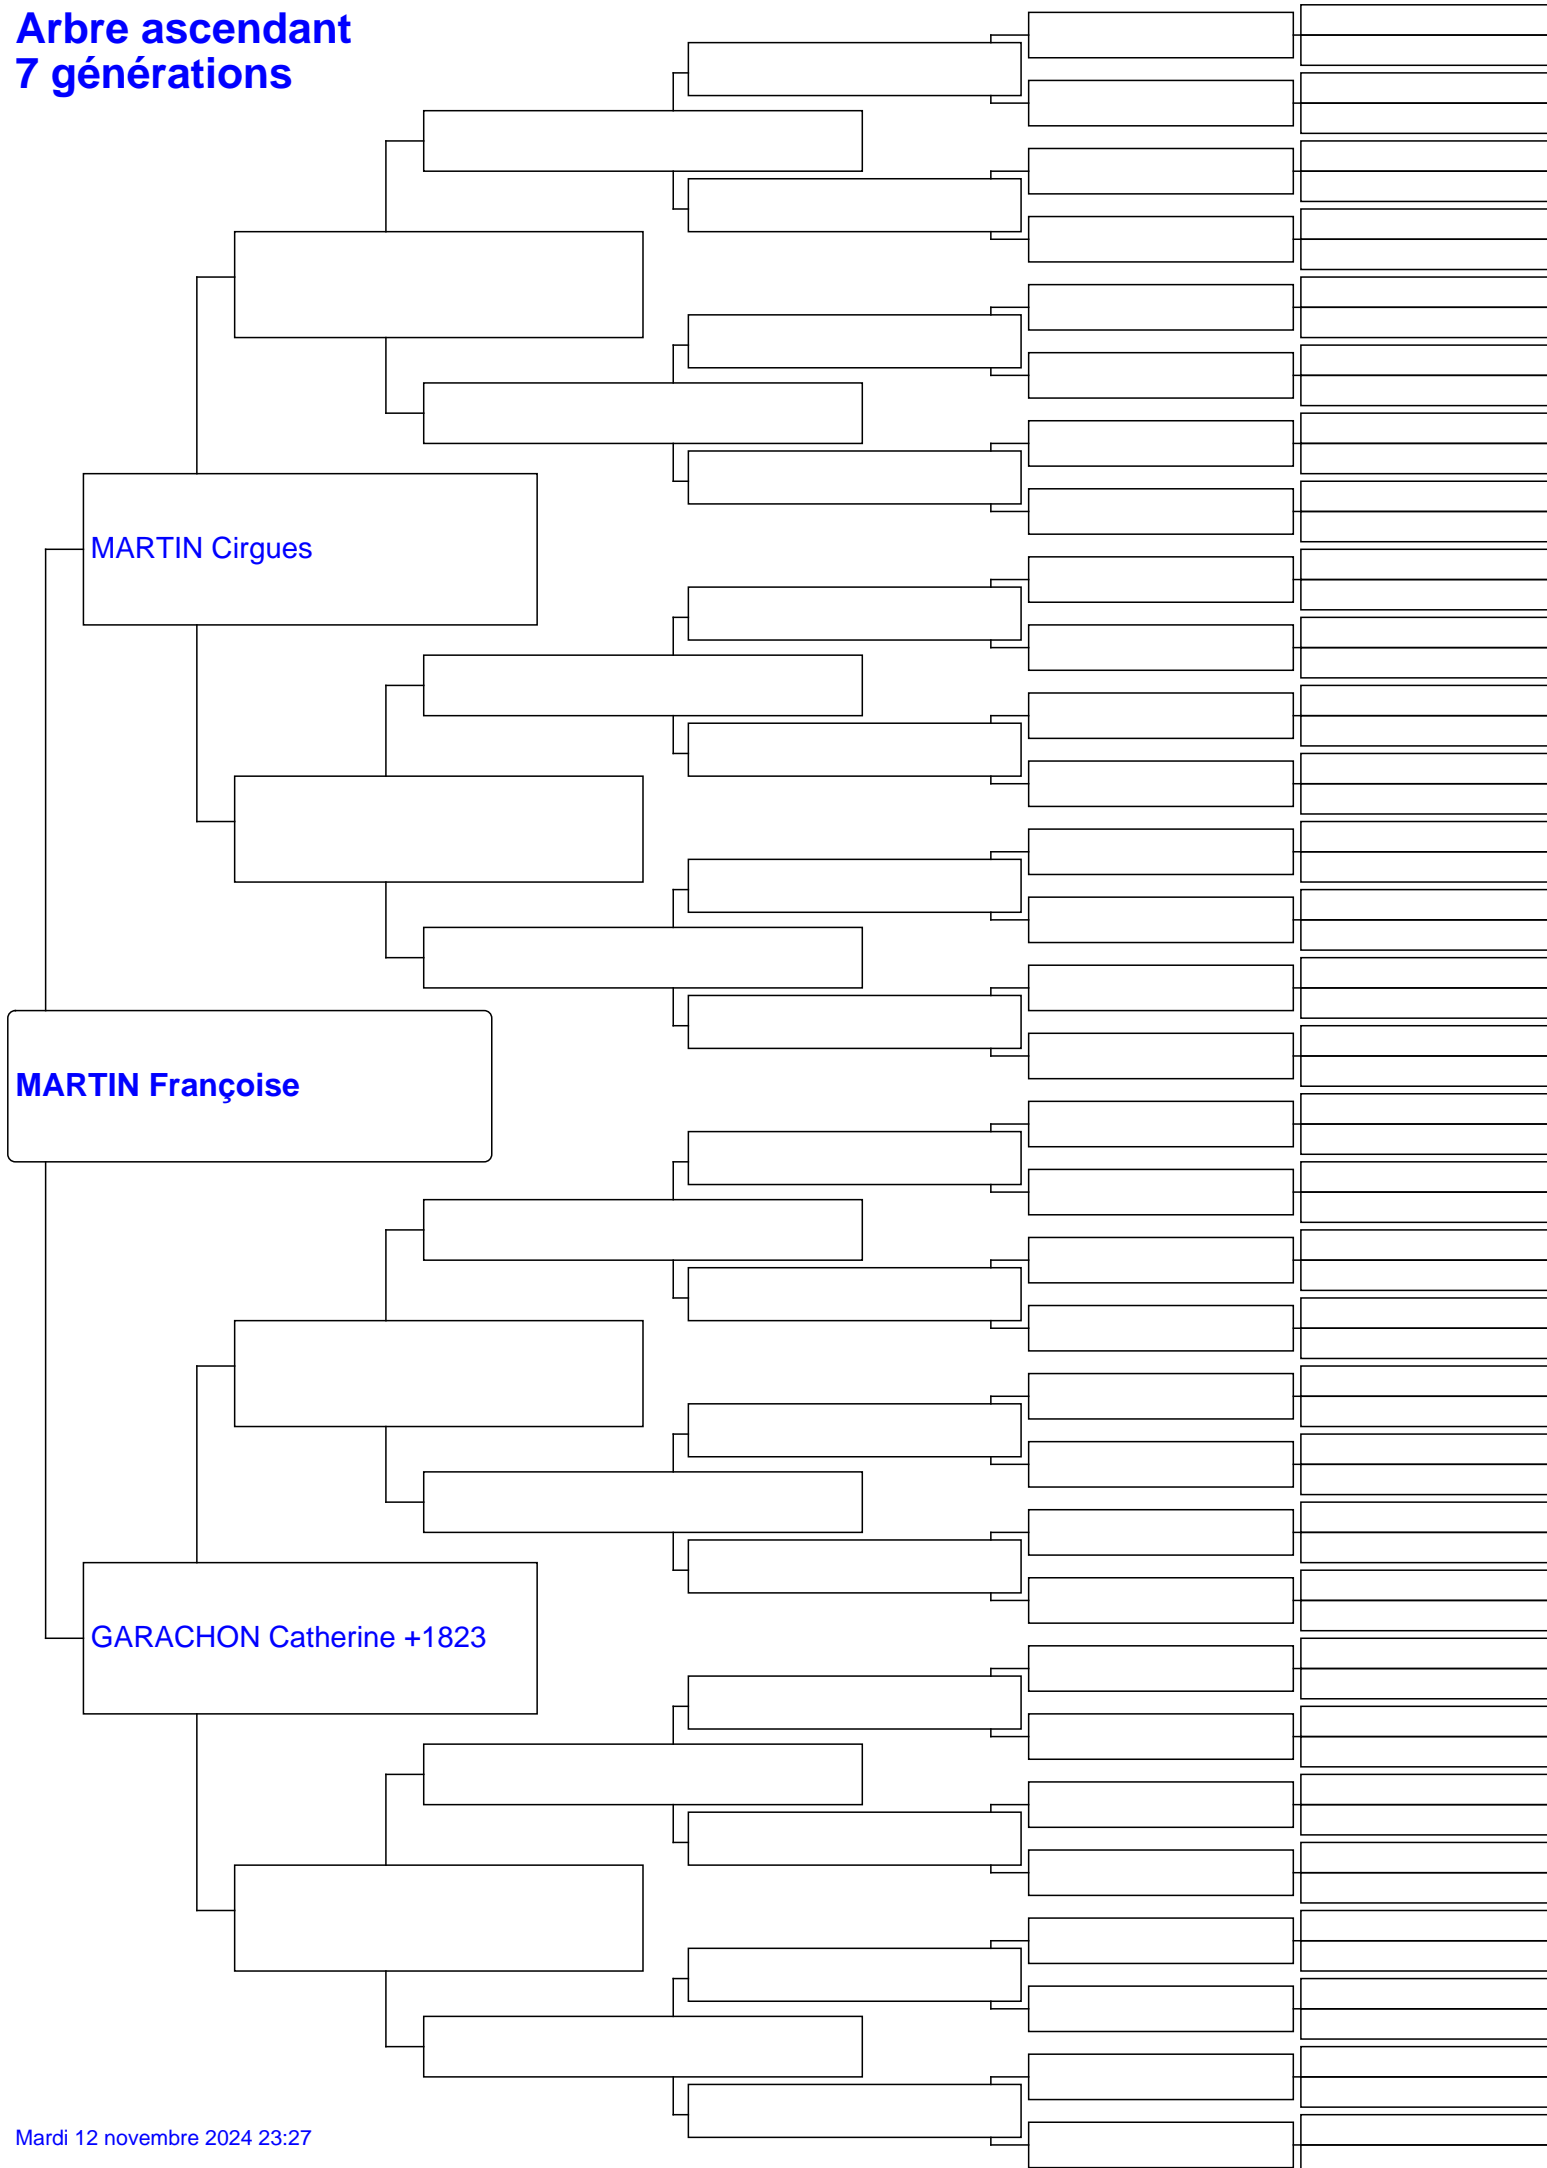 Arbre ascendant
7 générations
MARTIN Cirgues
MARTIN Françoise
GARACHON Catherine +1823
Mardi 12 novembre 2024 23:27